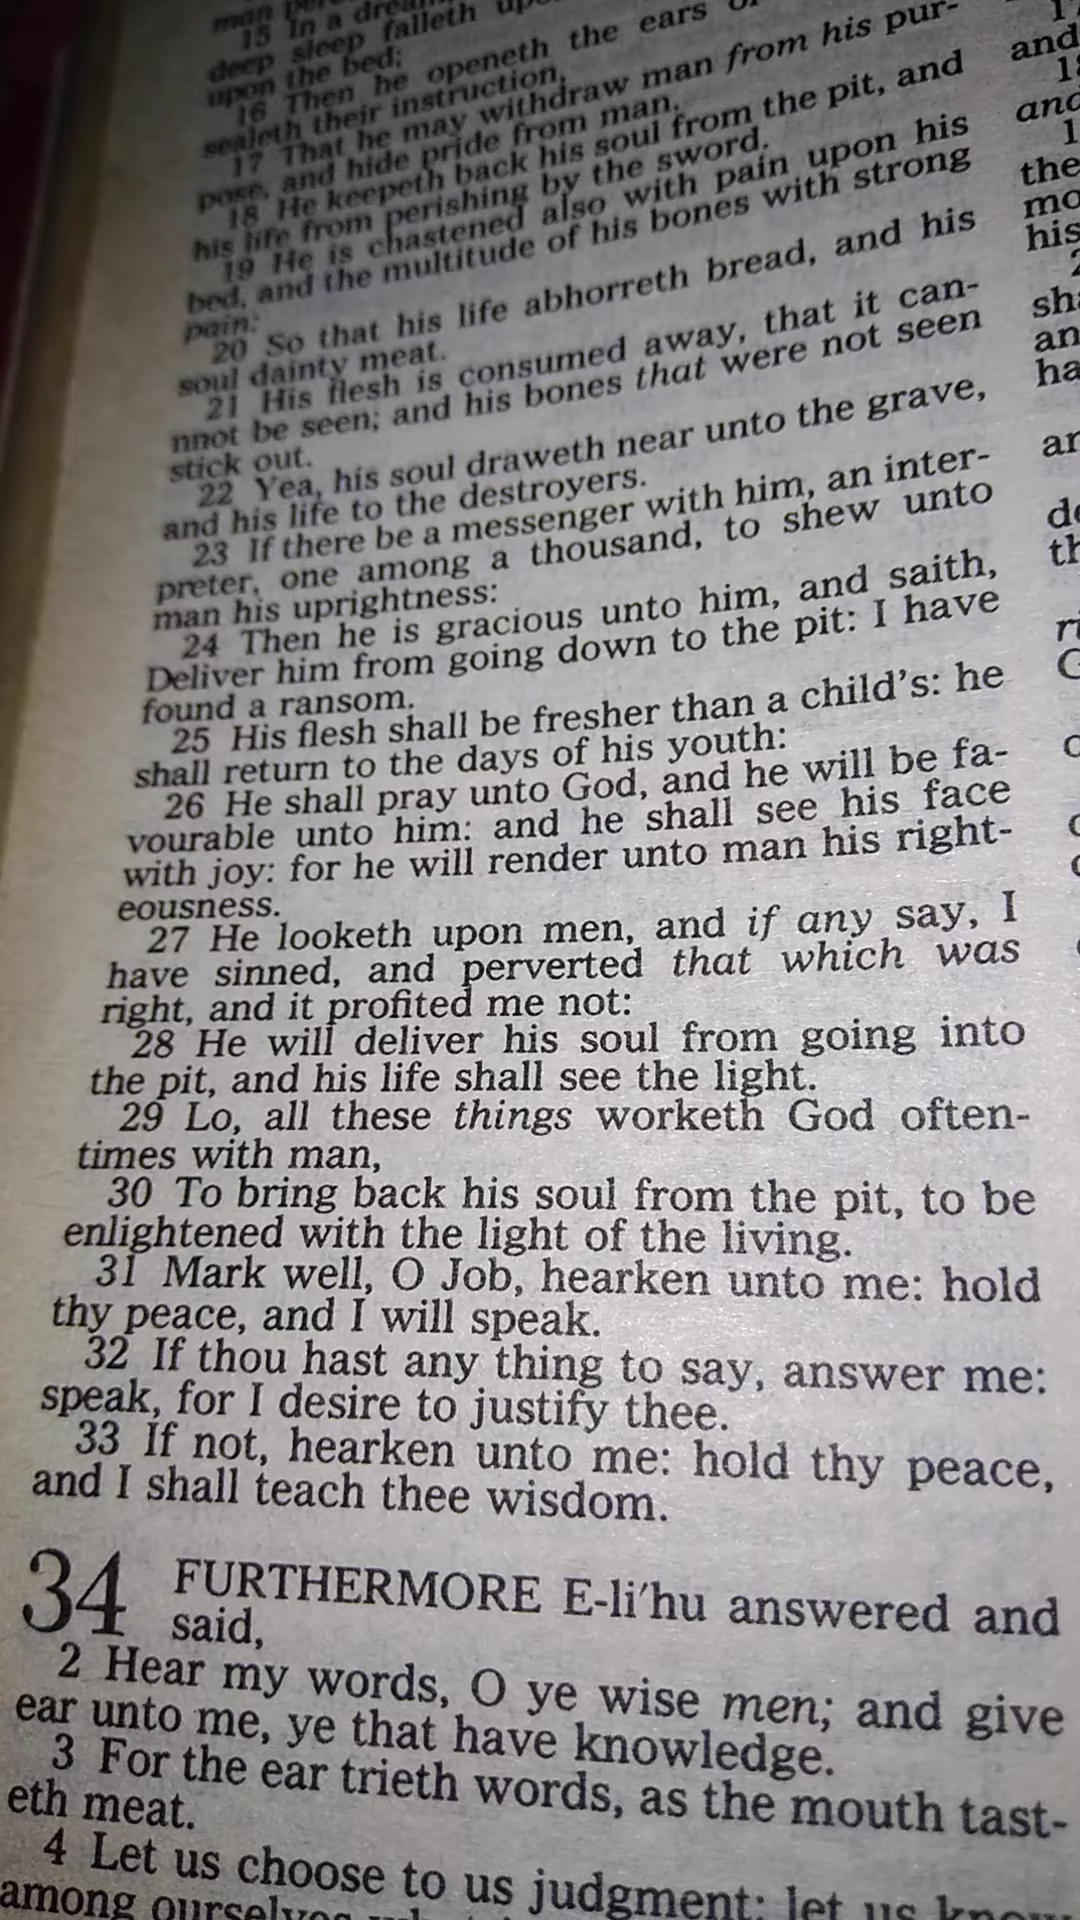 15 In a
deep sleep falleth
upon the bed;
16 Then he openeth the ears
sealeth their instruction,
17 That he may withdraw man from his pur-
pose, and hide pride from man.
18 He keepeth back his soul from the pit, and
his life from perishing by the sword.
19 He is chastened also with pain upon his
bed, and the multitude of his bones with strong
pain:
20 So that his life abhorreth bread, and his
soul dainty meat.
21 His flesh is consumed away, that it can-
nnot be seen; and his bones that were not seen
stick out.
22 Yea, his soul draweth near unto the grave,
and his life to the destroyers.
23 If there be a messenger with him, an inter-
preter, one among a thousand, to shew unto
man his uprightness:
24 Then he is gracious unto him, and saith,
Deliver him from going down to the pit: I have
found a ransom.
25 His flesh shall be fresher than a child's: he
shall return to the days of his youth:
26 He shall pray unto God, and he will be fa-
vourable unto him: and he shall see his face
with joy: for he will render unto man his right-
eousness.
27 He looketh upon men, and if any say, I
have sinned, and perverted that which was
right, and it profited me not:
28 He will deliver his soul from going into
the pit, and his life shall see the light.
29 Lo, all these things worketh God often-
times with man,
30 To bring back his soul from the pit, to be
enlightened with the light of the living.
31 Mark well, O Job, hearken unto me: hold
thy peace, and I will speak.
32 If thou hast any thing to say, answer me:
speak, for I desire to justify thee.
33 If not, hearken unto me: hold thy peace,
and I shall teach thee wisdom.
34 FURTHERMORE E-li'hu answered and
said,
2 Hear my words, O ye wise men; and give
ear unto me, ye that have knowledge.
3 For the ear trieth words, as the mouth tast-
eth meat.
4 Let us choose to us judgment: let us know
among ourselves
and
and
the
his